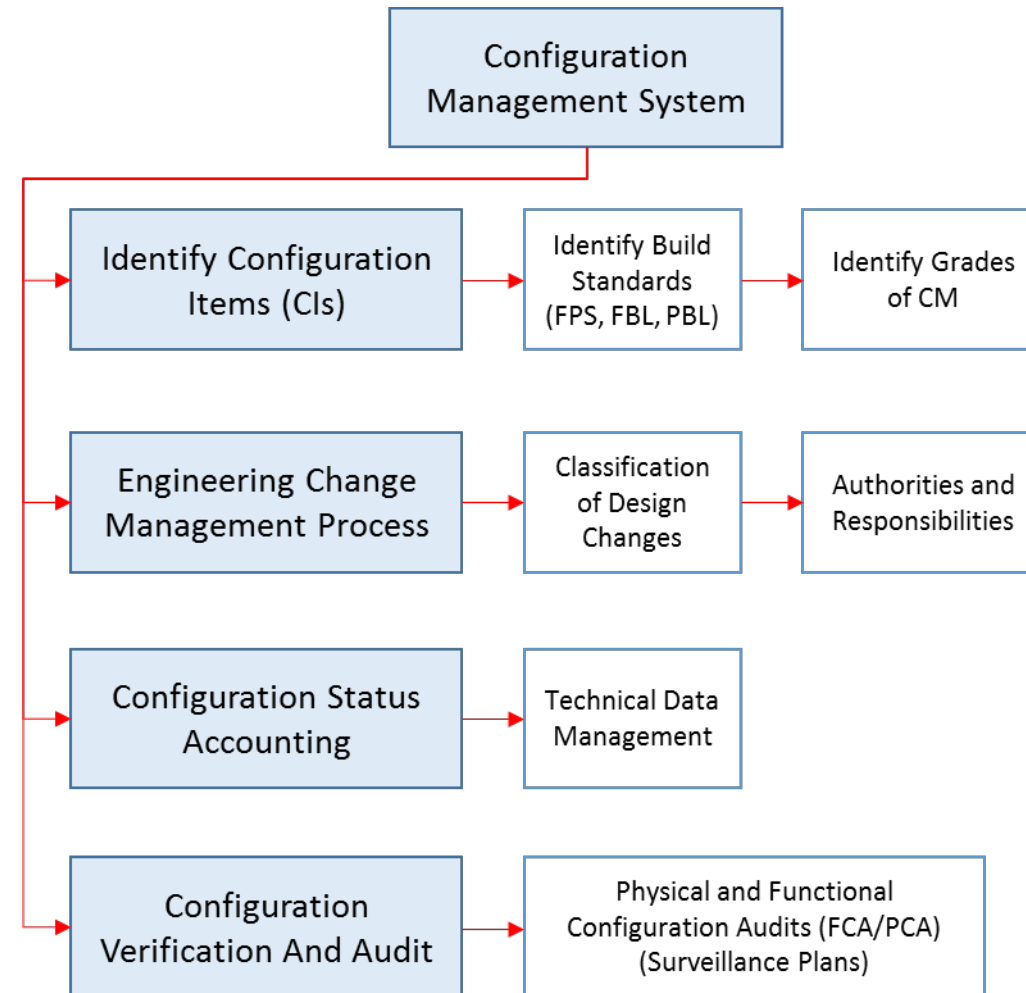 Configuration
Management System
Identify Configuration
Items (CIs)
Identify Build
Standards
(FPS, FBL, PBL)
Identify Grades
of CM
Engineering Change
Management Process
Classification
of Design
Changes
Authorities and
Responsibilities
Configuration Status
Accounting
Technical Data
Management
Configuration
Verification And Audit
Physical and Functional
Configuration Audits (FCA/PCA)
(Surveillance Plans)